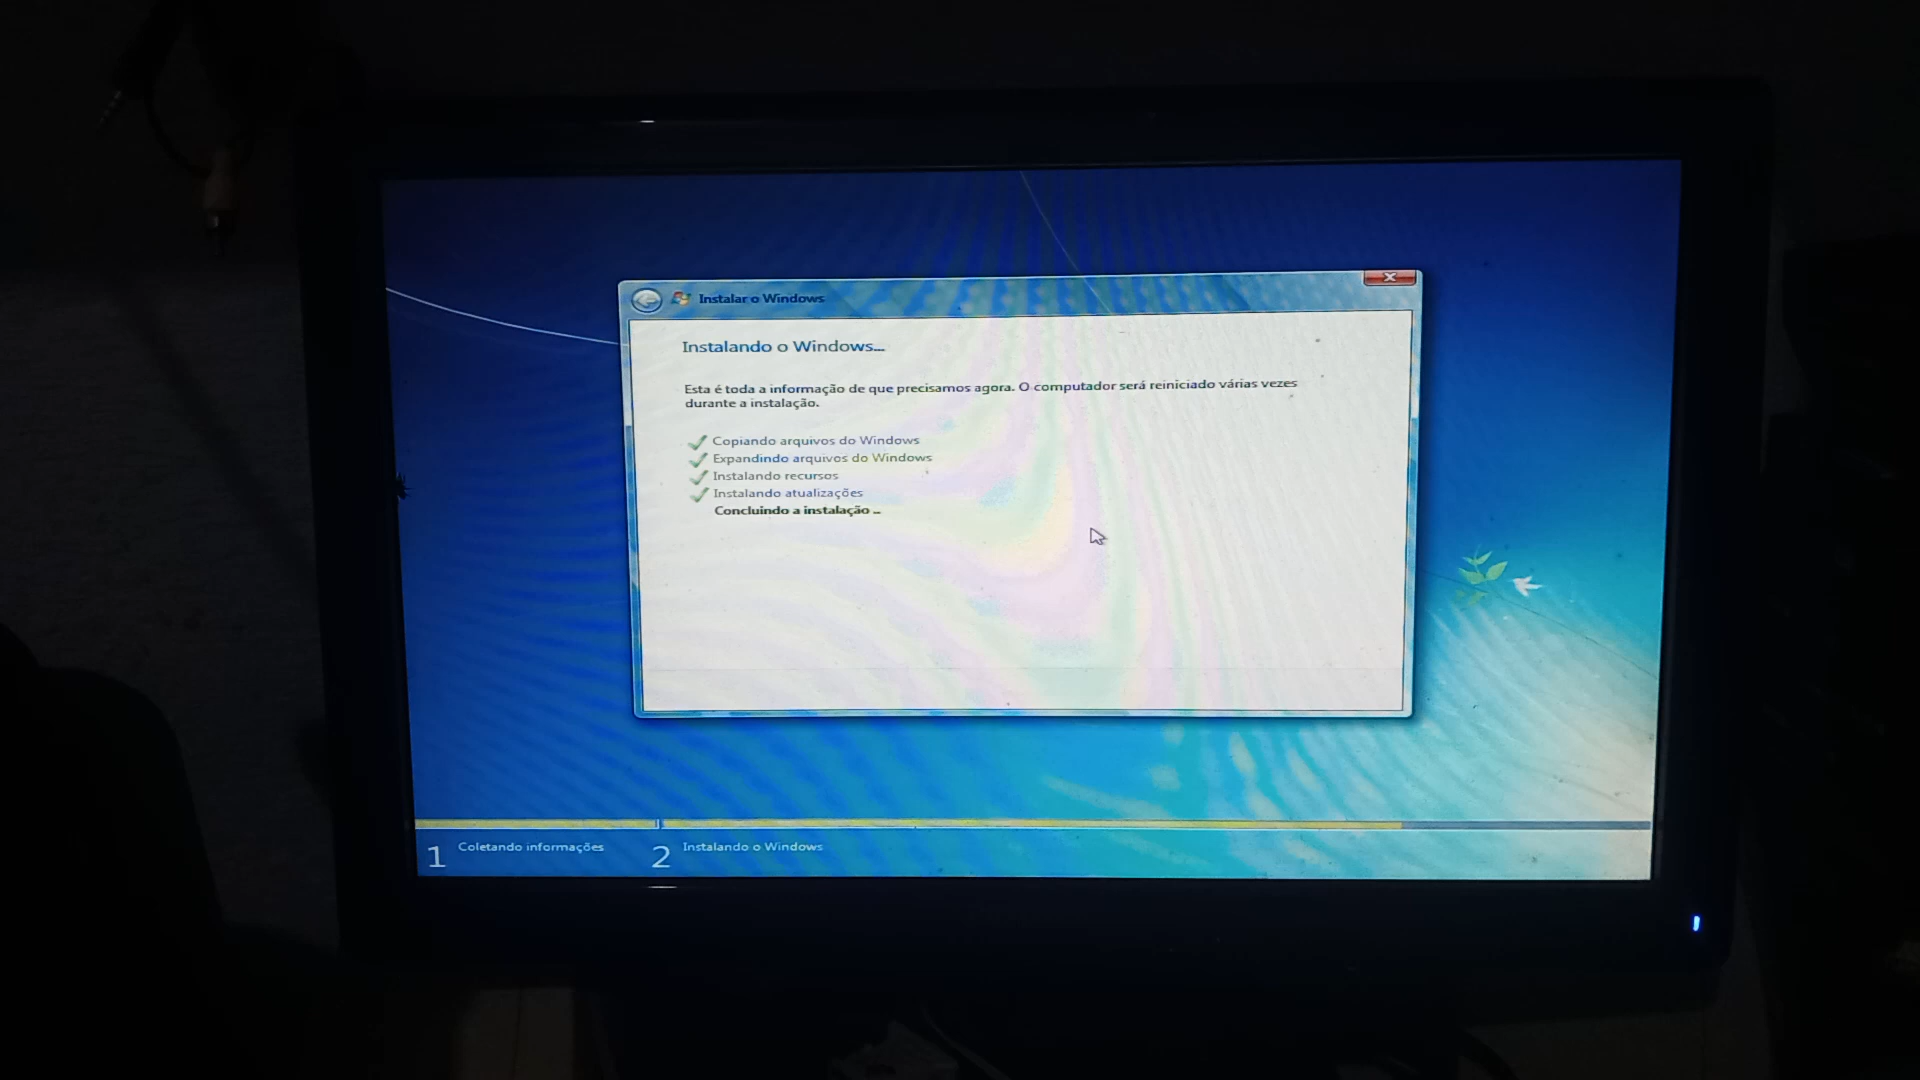 Instalar o Windows
Instalando o Windows...
Esta é toda a informação de que precisamos agora. O computador será reiniciado várias vezes
durante a instalação.
Copiando arquivos do Windows
Expandindo arquivos do Windows
Instalando recursos
Instalando atualizações
Concluindo a instalação ...
1 Coletando informações
2 Instalando o Windows